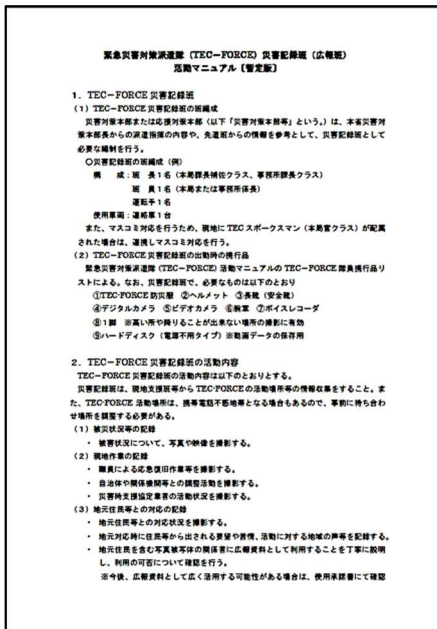 緊急災害対策派遣隊（TEC－FORCE）災害記録班（広報班）
活動マニュアル〔暫定版〕
１．TEC－FORCE災害記録班
（１）TEC－FORCE災害記録班の班編成
災害対策本部または応援対策本部（以下「災害対策本部等」という。）は、本省災害対
策本部長からの派遣指揮の内容や、先遣班からの情報を参考として、災害記録班として
必要な編制を行う。
〇災害記録班の班編成（例）
構　成：班　長１名（本局課長補佐クラス、事務所課長クラス）
班　員１名（本局または事務所係長）
運転手１名
使用車両：連絡車１台
また、マスコミ対応を行うため、現地にTECスポークスマン（本局官クラス）が配属
された場合は、連携しマスコミ対応を行う。
（２）TEC－FORCE災害記録班の出動時の携行品
緊急災害対策派遣隊（TEC－FORCE）活動マニュアルのTEC－FORCE隊員携行品リ
ストによる。なお、災害記録班で、必要なものは以下のとおり
①TEC-FORCE防災服　②ヘルメット　③長靴（安全靴）
④デジタルカメラ　⑤ビデオカメラ　⑥腕章　⑦ボイスレコーダ
⑧１脚　※高い所や降りることが出来ない場所の撮影に有効
⑨ハードディスク（電源不用タイプ）※動画データの保存用
２．TEC－FORCE災害記録班の活動内容
TEC－FORCE災害記録班の活動内容は以下のとおりとする。
災害記録班は、現地支援班等からTEC-FORCEの活動場所等の情報収集をすること。ま
た、TEC-FORCE活動場所は、携帯電話不感地帯となる場合もあるので、事前に待ち合わ
せ場所を調整する必要がある。
（１）被災状況等の記録
・　被害状況について、写真や映像を撮影する。
（２）現地作業の記録
・　職員による応急復旧作業等を撮影する。
・　自治体や関係機関等との調整活動を撮影する。
・　災害時支援協定業者の活動状況を撮影する。
（３）地元住民等との対応の記録
・　地元住民等との対応状況を撮影する。
・　地元対応時に住民等から出される要望や苦情、活動に対する地域の声等を記録する。
・　地元住民を含む写真被写体の関係者に広報資料として利用することを丁寧に説明
し、利用の可否について確認を行う。
※今後、広報資料として広く活用する可能性がある場合は、使用承諾書にて確認